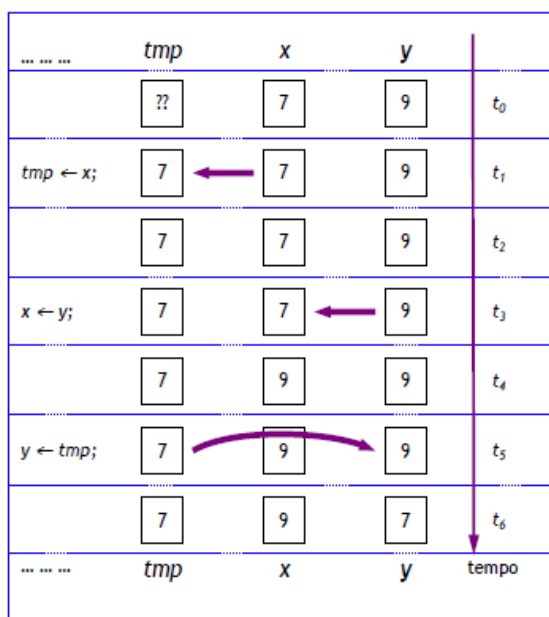 ... ... ... tmp x y
?? 7 9 t0
tmp ← x; 7 7 9 t1
7 7 9 t2
x ← y; 7 7 9 t3
7 9 9 t4
y ← tmp; 7 9 9 t5
7 9 7 t6
... ... ... tmp x y tempo